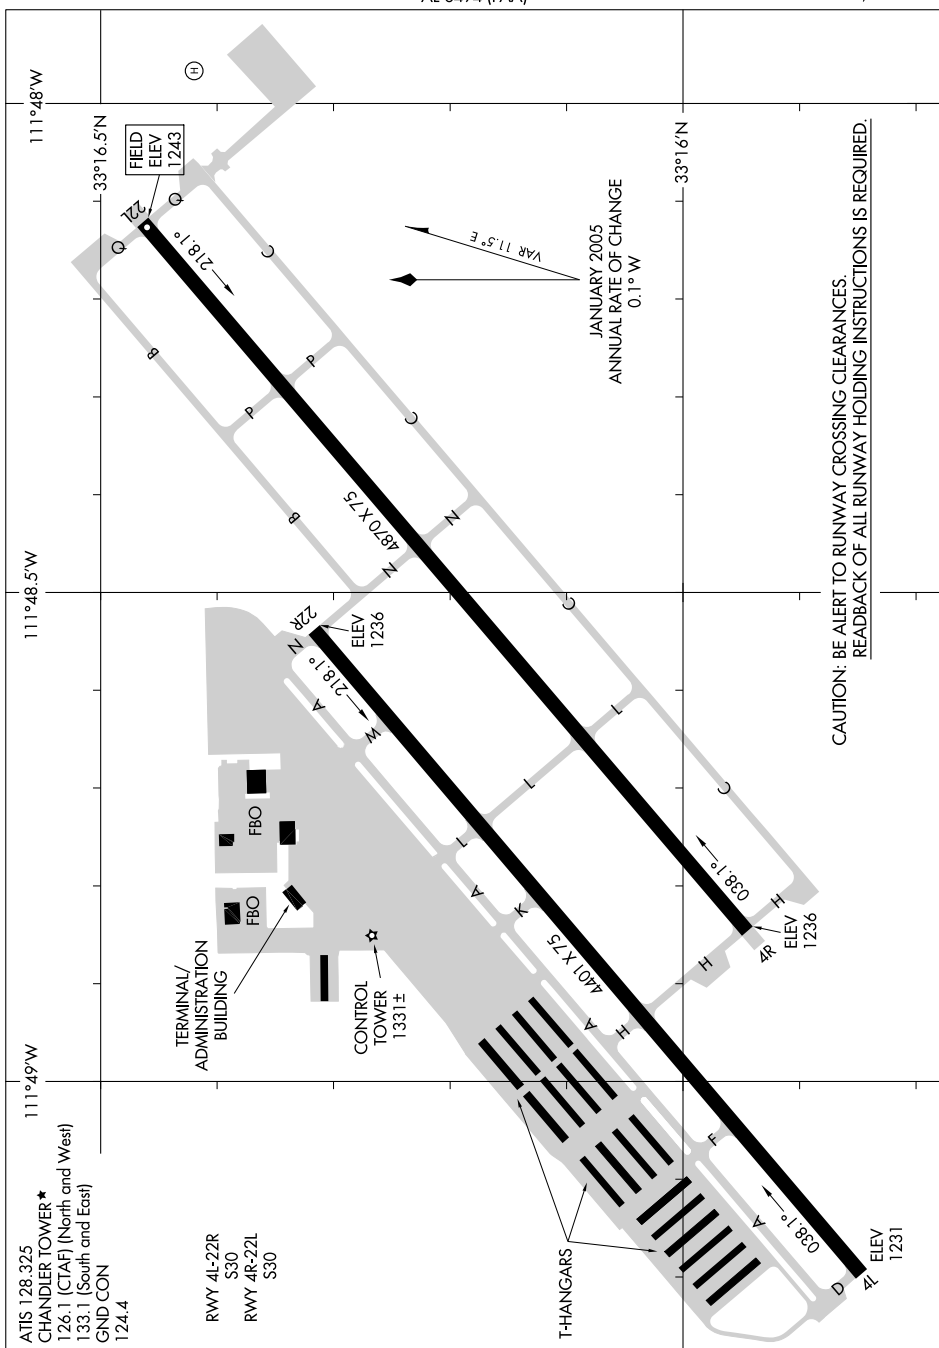 ATIS 128.325
CHANDLER TOWER★
126.1 (CTAF) (North and West)
133.1 (South and East)
GND CON
124.4
RWY 4L-22R
S30
RWY 4R-22L
S30
111°49'W
111°48.5'W
111°48'W
33°16.5'N
33°16'N
FIELD
ELEV
1243
22L
218.1°
Q
Q
C
B
P
P
C
B
4870 X 75
N
N
C
VAR 11.5° E
JANUARY 2005
ANNUAL RATE OF CHANGE
0.1° W
H
22R
ELEV
1236
218.1°
N
A
W
L
L
L
C
A
K
4401 X 75
FBO
FBO
TERMINAL/
ADMINISTRATION
BUILDING
CONTROL
TOWER
1331±
A
H
H
H
038.1°
4R
ELEV
1236
T-HANGARS
F
A
038.1°
D
4L
ELEV
1231
CAUTION: BE ALERT TO RUNWAY CROSSING CLEARANCES.
READBACK OF ALL RUNWAY HOLDING INSTRUCTIONS IS REQUIRED.